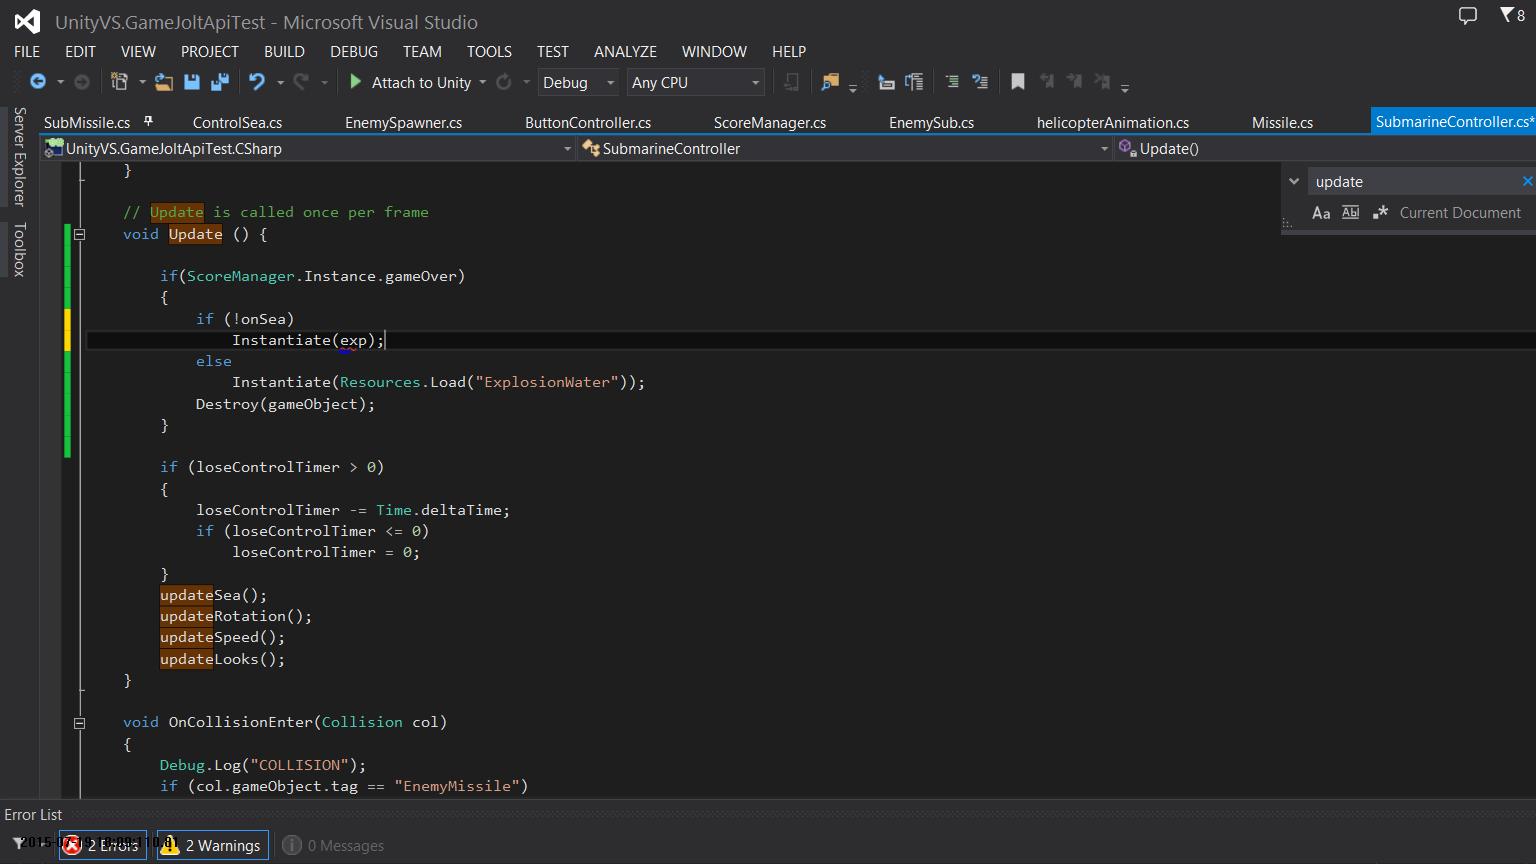 UnityVS.GameJoltApiTest - Microsoft Visual Studio
8
FILE EDIT VIEW PROJECT BUILD DEBUG TEAM TOOLS TEST ANALYZE WINDOW HELP
Attach to Unity Debug Any CPU
Server Explorer
Toolbox
SubMissile.cs ControlSea.cs EnemySpawner.cs ButtonController.cs ScoreManager.cs EnemySub.cs helicopterAnimation.cs Missile.cs SubmarineController.cs*
UnityVS.GameJoltApiTest.CSharp SubmarineController Update()
update
Aa Abl .* Current Document
}
// Update is called once per frame
void Update () {
if(ScoreManager.Instance.gameOver)
{
if (!onSea)
Instantiate(exp);
else
Instantiate(Resources.Load("ExplosionWater"));
Destroy(gameObject);
}
if (loseControlTimer > 0)
{
loseControlTimer -= Time.deltaTime;
if (loseControlTimer <= 0)
loseControlTimer = 0;
}
updateSea();
updateRotation();
updateSpeed();
updateLooks();
}
void OnCollisionEnter(Collision col)
{
Debug.Log("COLLISION");
if (col.gameObject.tag == "EnemyMissile")
Error List
2 Errors 2 Warnings 0 Messages